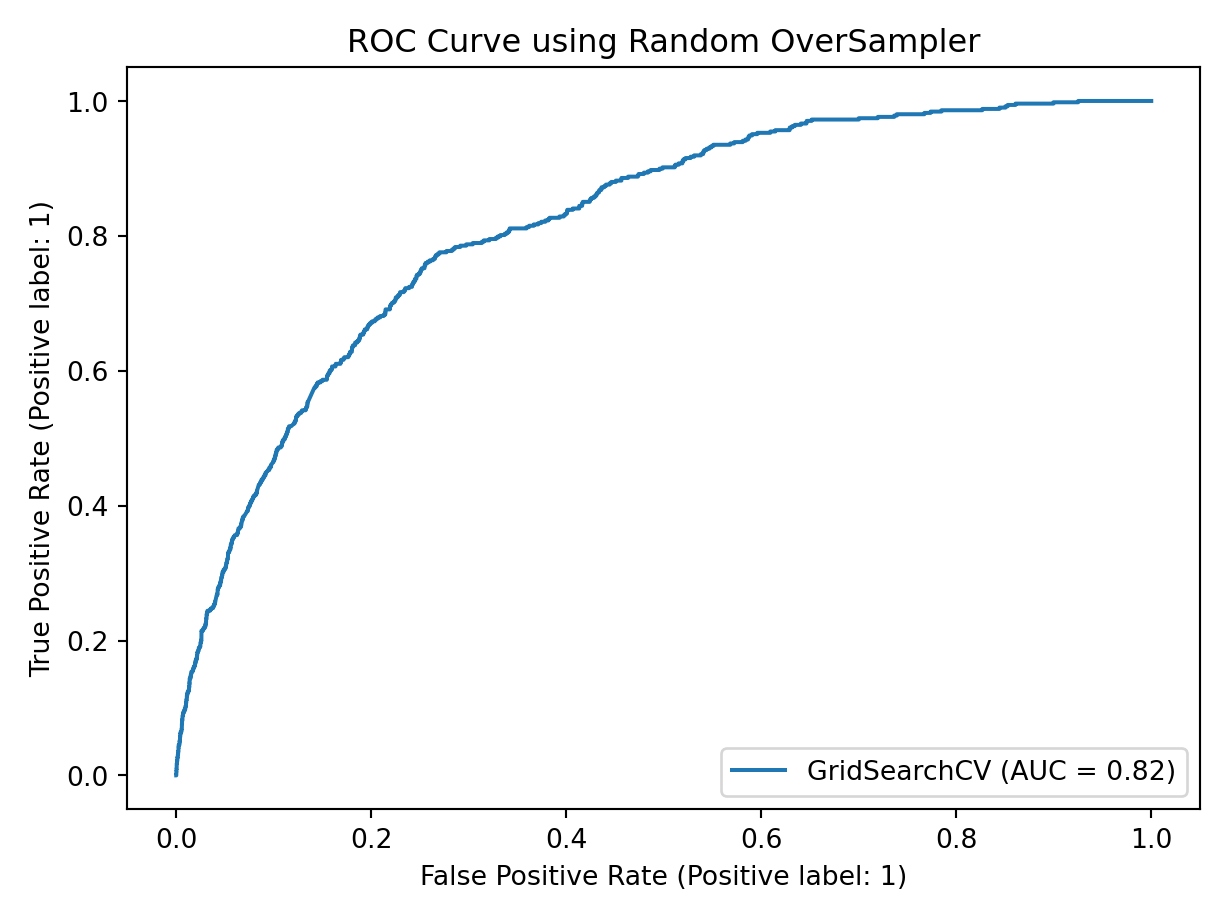 ROC Curve using Random OverSampler
1.0
0.8
0.6
0.4
0.2
0.0
True Positive Rate (Positive label: 1)
GridSearchCV (AUC = 0.82)
0.0 0.2 0.4 0.6 0.8 1.0
False Positive Rate (Positive label: 1)